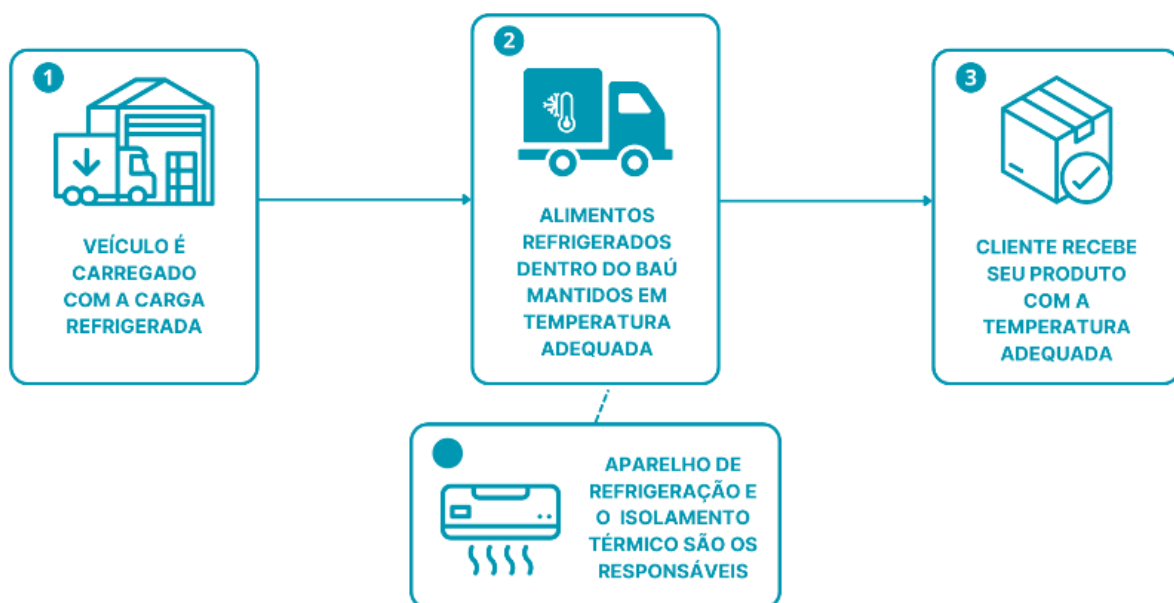 1
VEÍCULO É
CARREGADO
COM A CARGA
REFRIGERADA
2
ALIMENTOS
REFRIGERADOS
DENTRO DO BAÚ
MANTIDOS EM
TEMPERATURA
ADEQUADA
3
CLIENTE RECEBE
SEU PRODUTO
COM A
TEMPERATURA
ADEQUADA
APARELHO DE
REFRIGERAÇÃO E
O ISOLAMENTO
TÉRMICO SÃO OS
RESPONSÁVEIS